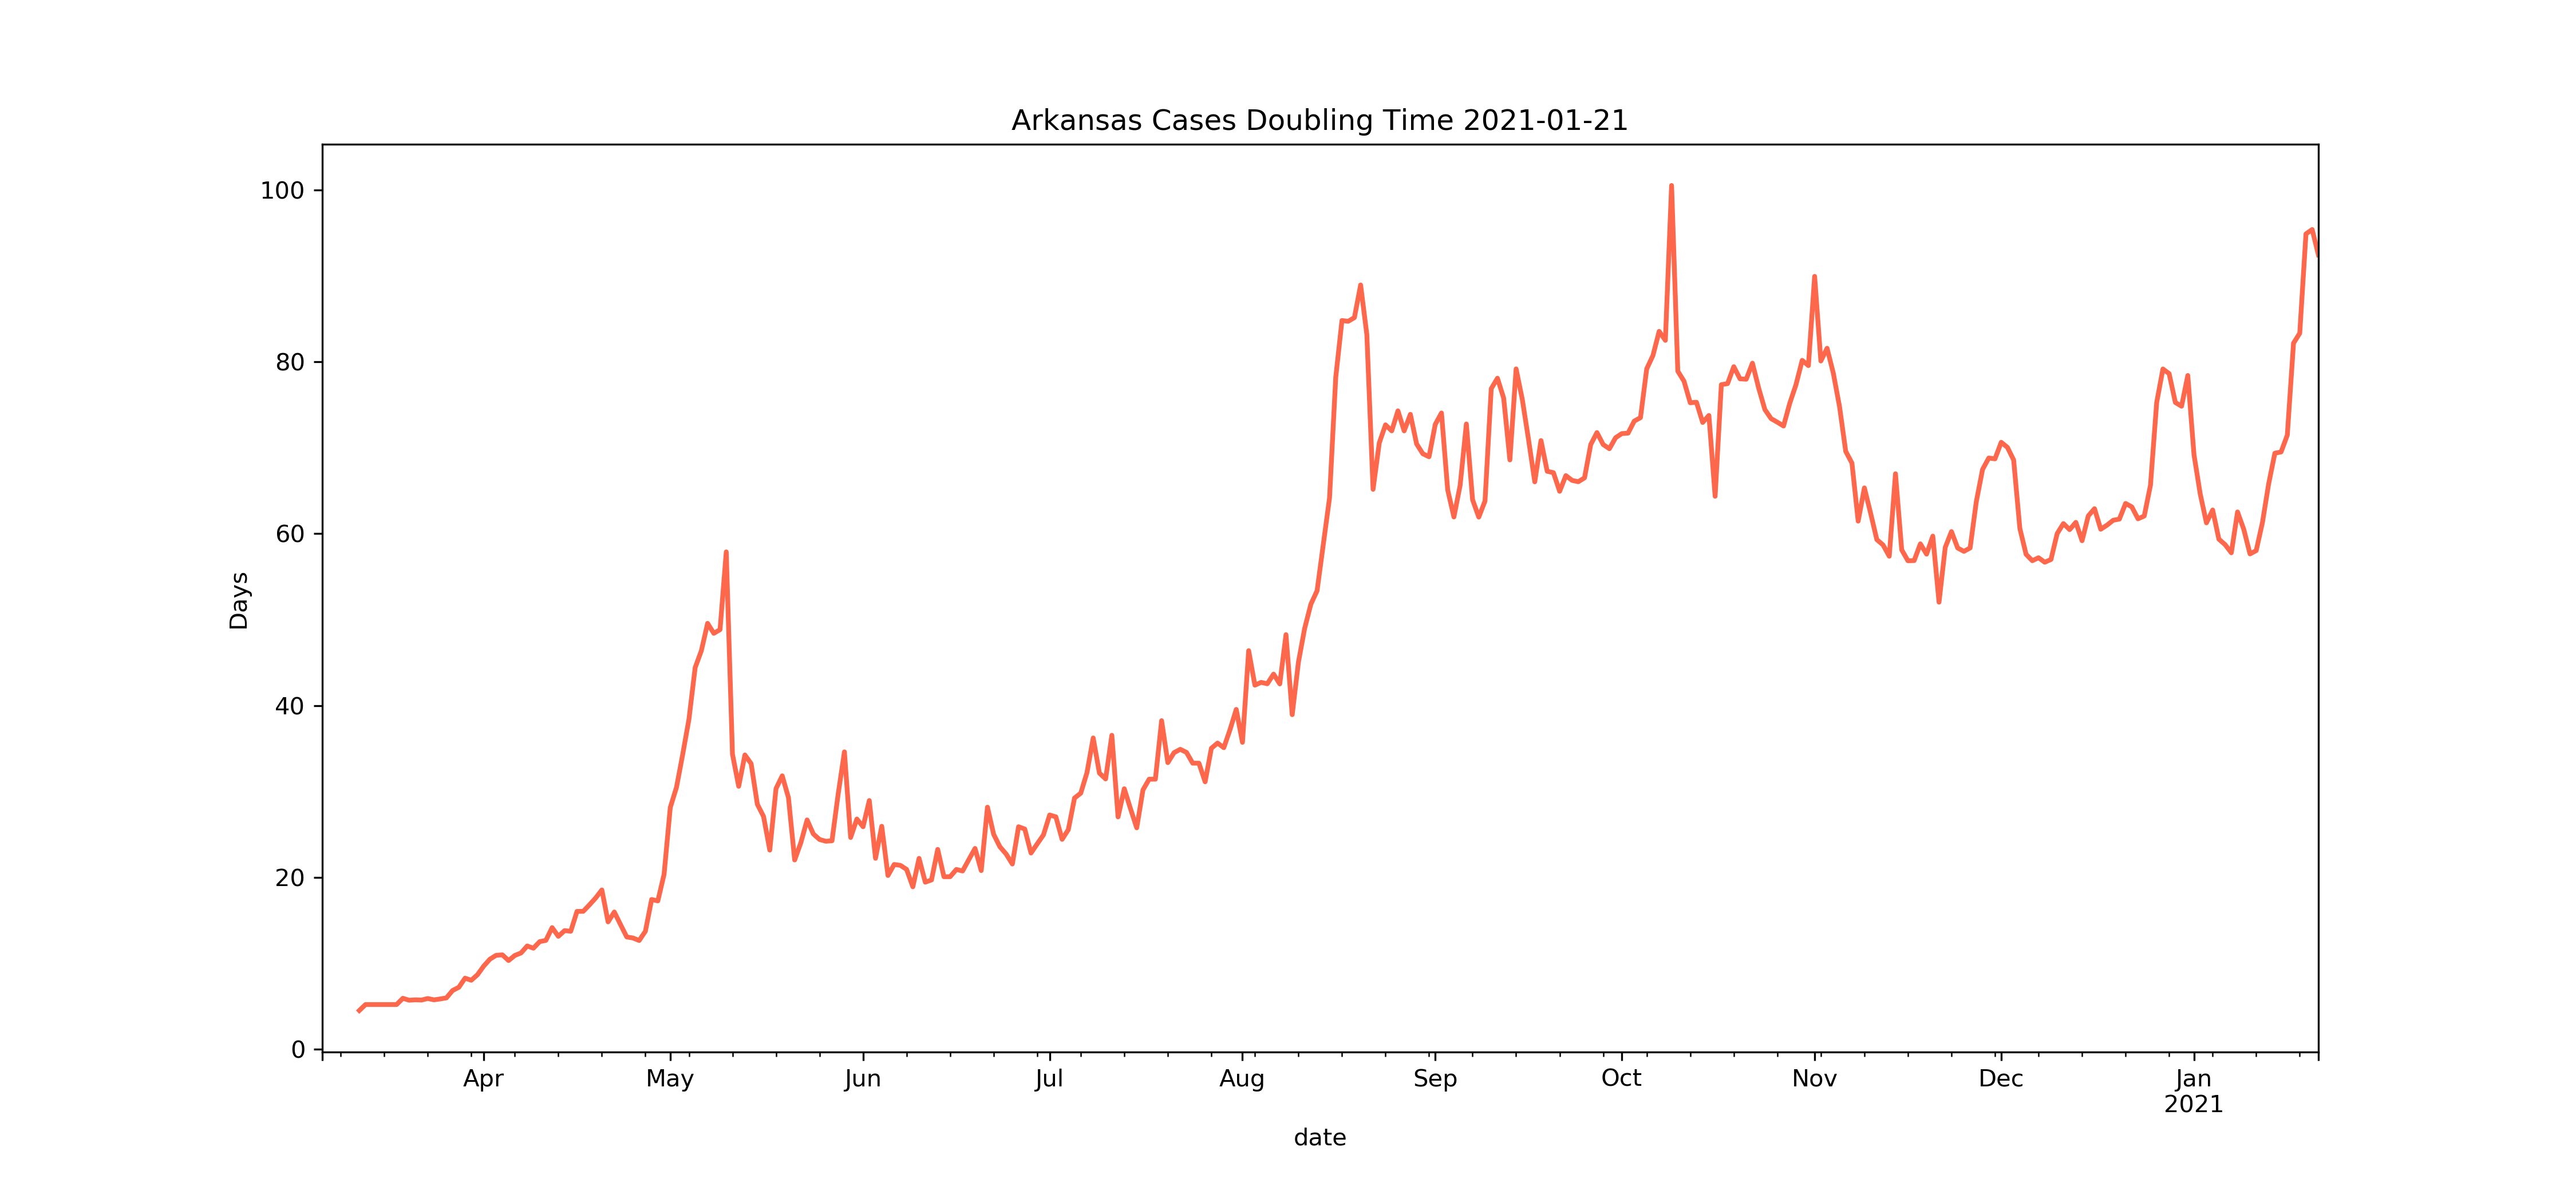 Arkansas Cases Doubling Time 2021-01-21
100
80
60
40
20
0
Days
Apr May Jun Jul Aug Sep Oct Nov Dec Jan
2021
date